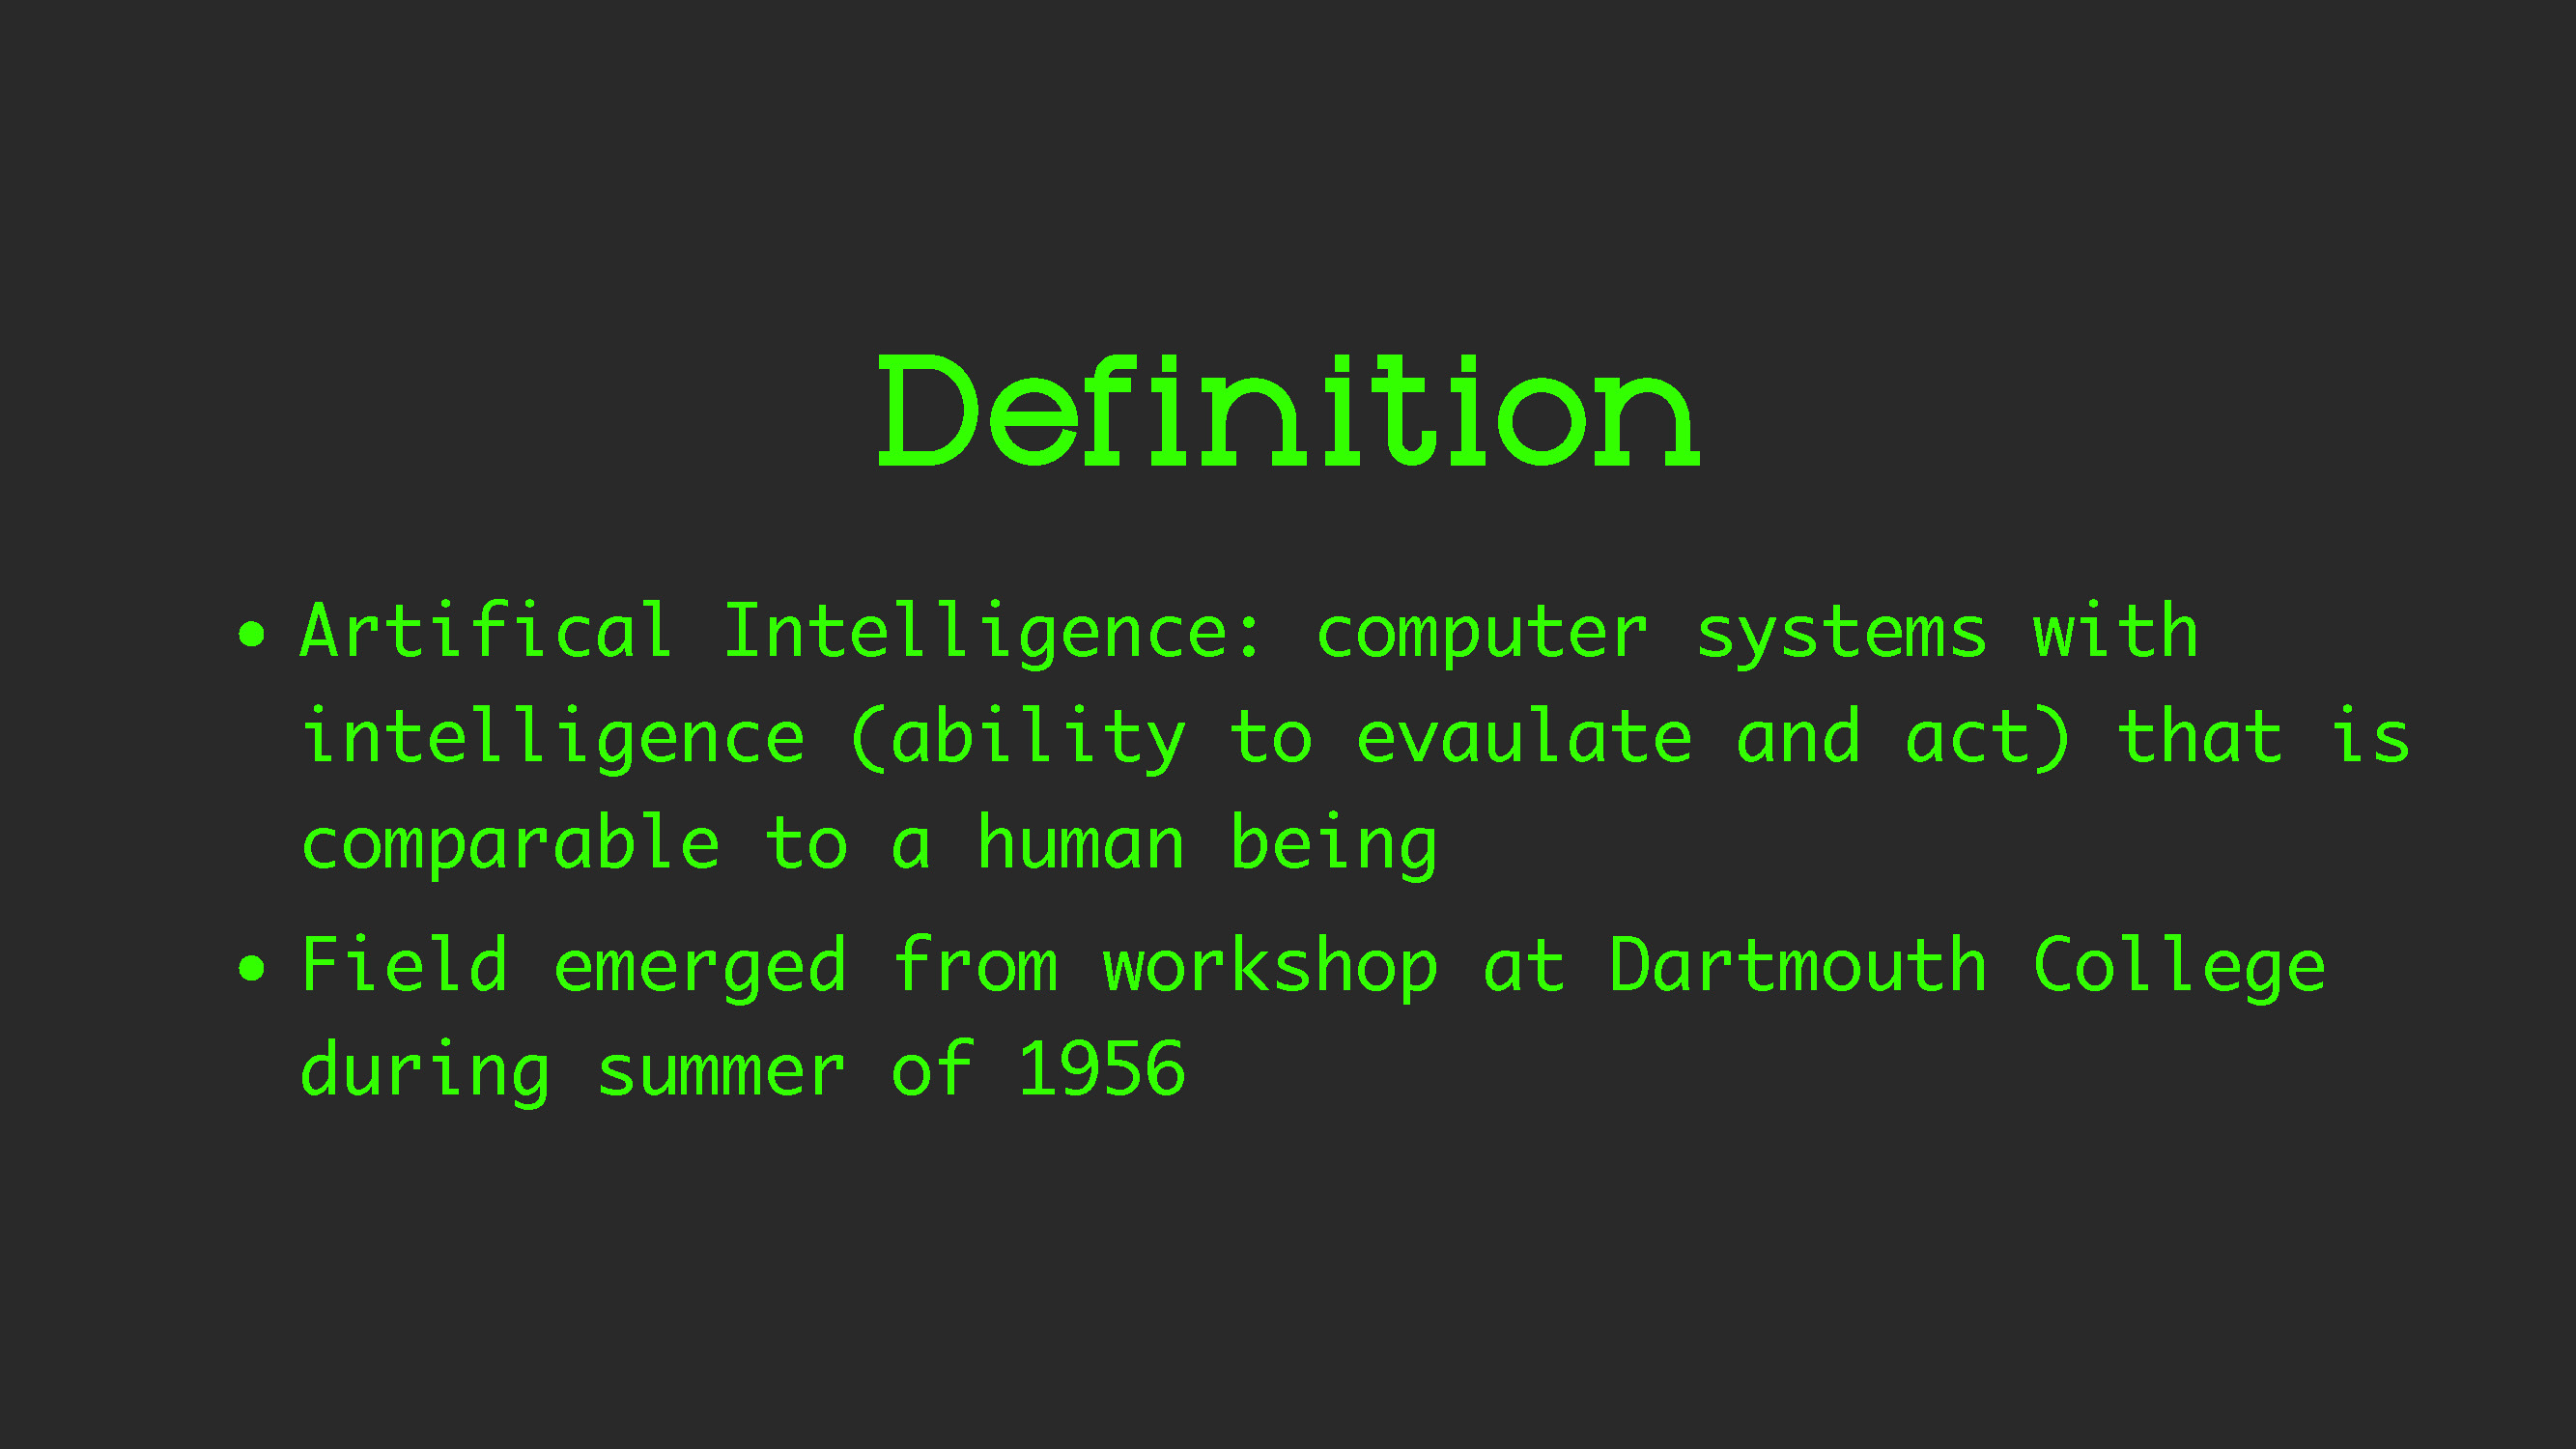 Definition
• Artifical Intelligence: computer systems with
intelligence (ability to evaulate and act) that is
comparable to a human being
• Field emerged from workshop at Dartmouth College
during summer of 1956